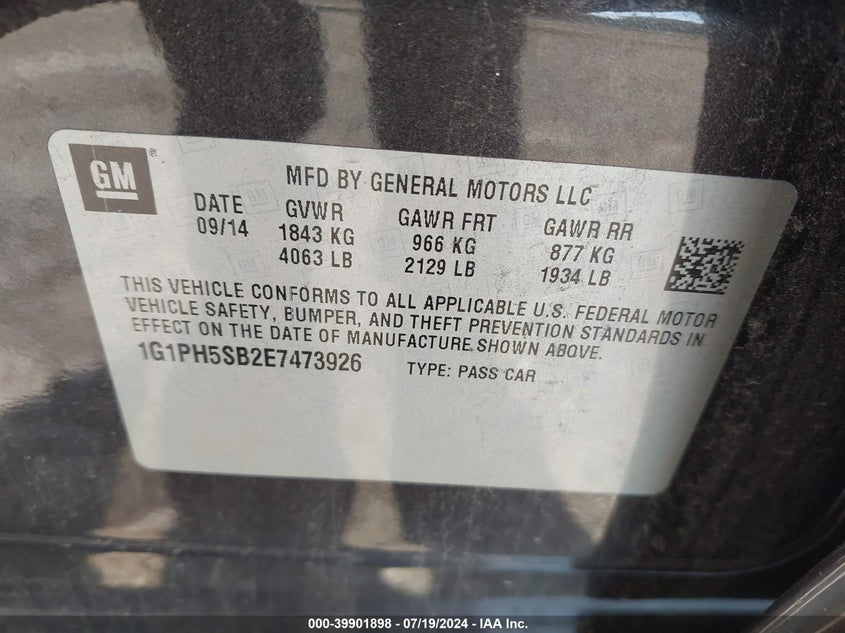 GM®
MFD BY GENERAL MOTORS LLC
DATE GVWR GAWR FRT GAWR RR
09/14 1843 KG 966 KG 877 KG
4063 LB 2129 LB 1934 LB
THIS VEHICLE CONFORMS TO ALL APPLICABLE U.S. FEDERAL MOTOR
VEHICLE SAFETY, BUMPER, AND THEFT PREVENTION STANDARDS IN
EFFECT ON THE DATE OF MANUFACTURE SHOWN ABOVE.
1G1PH5SB2E7473926 TYPE: PASS CAR
000-39901898 - 07/19/2024 - IAA Inc.